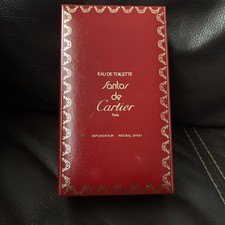 EAU DE TOILETTE
Santos
de
Cartier
Paris
VAPORISATEUR NATURAL SPRAY